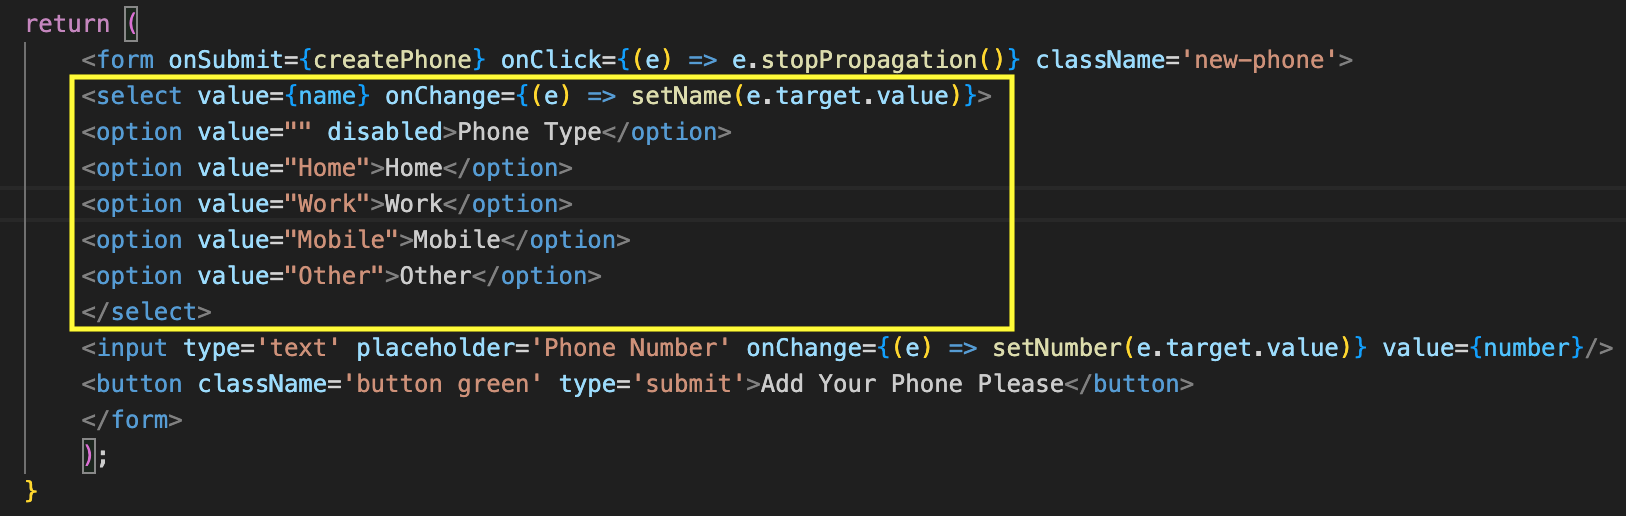 return (
<form onSubmit={createPhone} onClick={(e) => e.stopPropagation()} className='new-phone'>
<select value={name} onChange={(e) => setName(e.target.value)}>
<option value="" disabled>Phone Type</option>
<option value="Home">Home</option>
<option value="Work">Work</option>
<option value="Mobile">Mobile</option>
<option value="Other">Other</option>
</select>
<input type='text' placeholder='Phone Number' onChange={(e) => setNumber(e.target.value)} value={number}/>
<button className='button green' type='submit'>Add Your Phone Please</button>
</form>
);
}